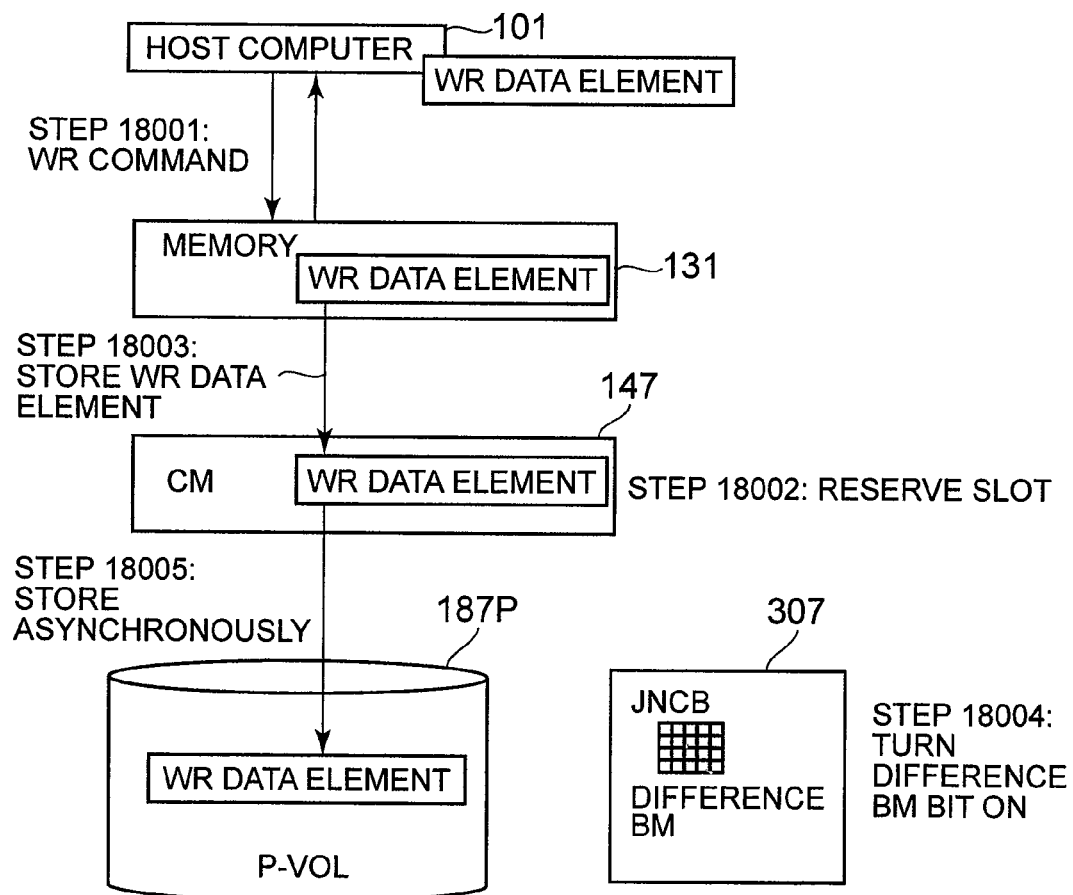 101
HOST COMPUTER
WR DATA ELEMENT
STEP 18001:
WR COMMAND
MEMORY
WR DATA ELEMENT
131
STEP 18003:
STORE WR DATA
ELEMENT
147
CM
WR DATA ELEMENT
STEP 18002: RESERVE SLOT
STEP 18005:
STORE
ASYNCHRONOUSLY
187P
307
WR DATA ELEMENT
P-VOL
JNCB
DIFFERENCE
BM
STEP 18004:
TURN
DIFFERENCE
BM BIT ON